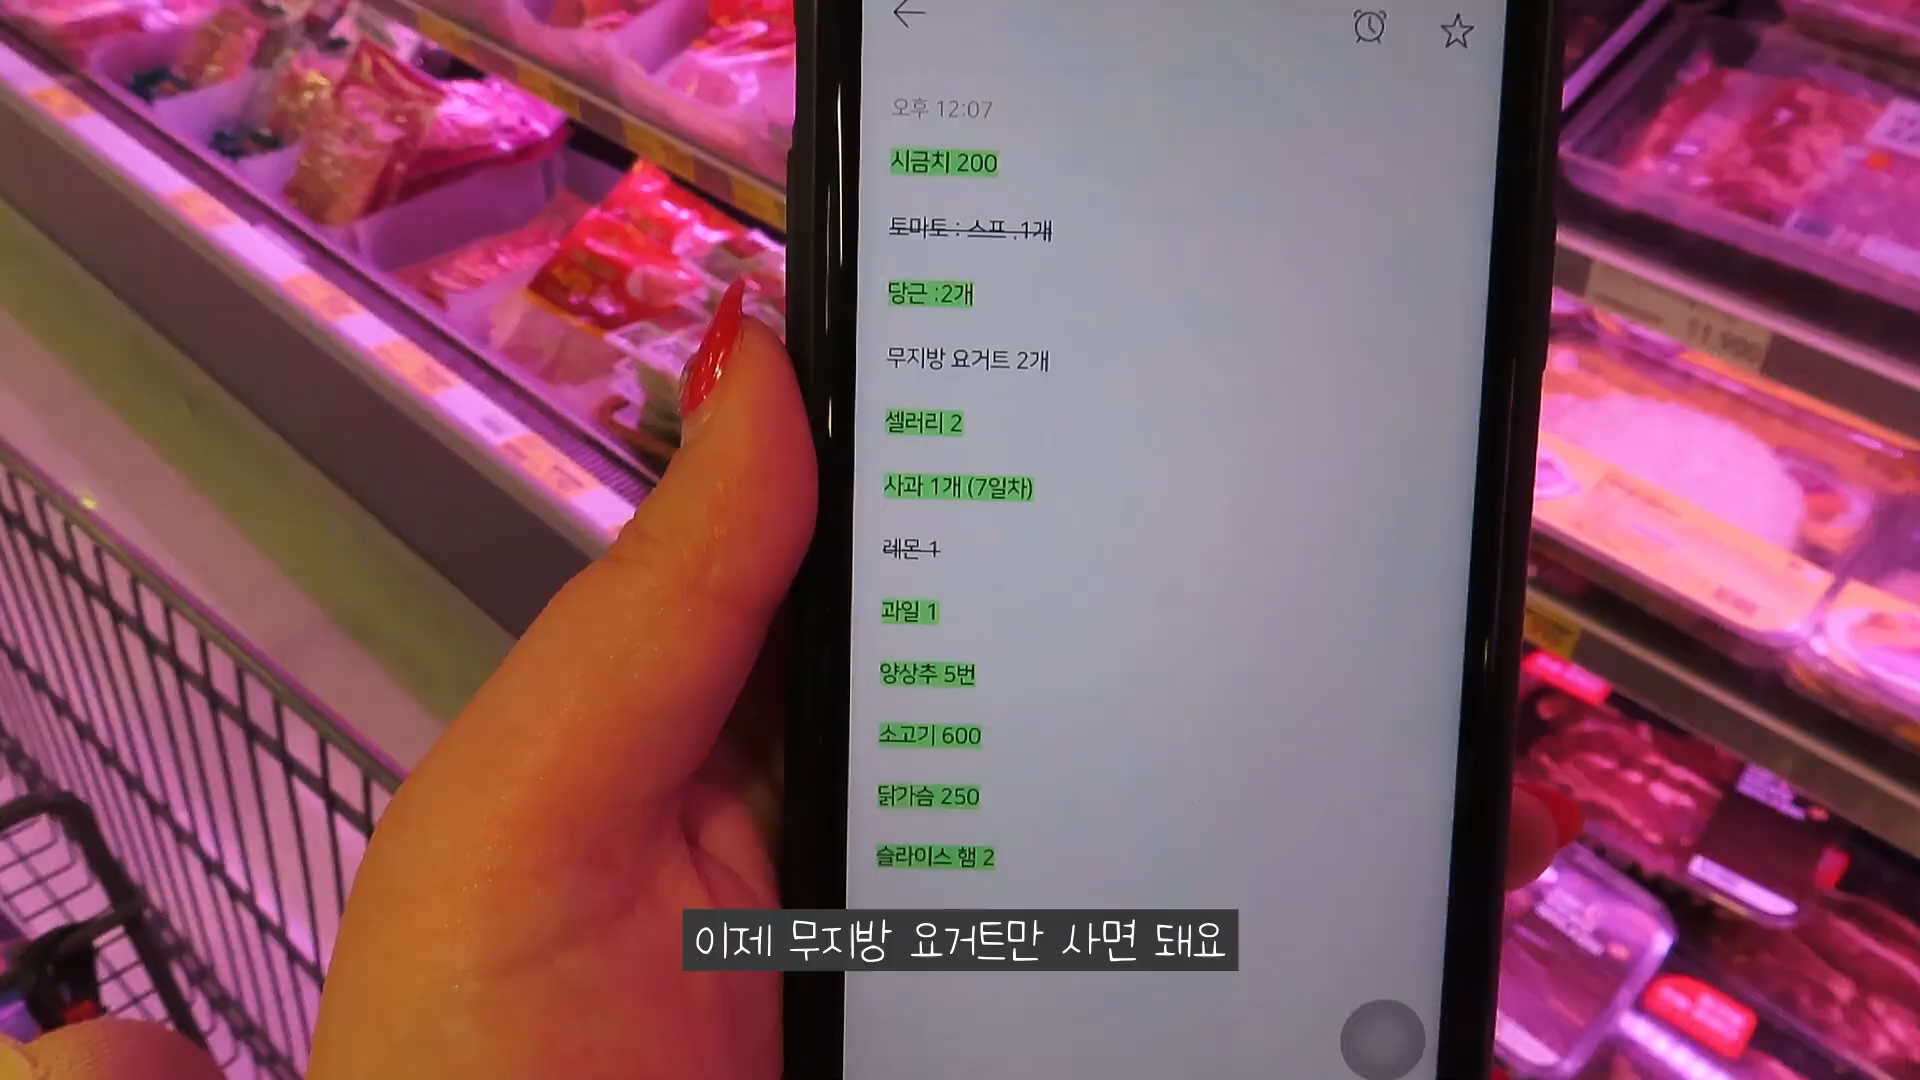 오후 12:07
시금치 200
토마토 : 스프 .1개
당근 :2개
무지방 요거트 2개
셀러리 2
사과 1개 (7일차)
레몬 1
과일 1
양상추 5번
소고기 600
닭가슴 250
슬라이스 햄 2
이제 무지방 요거트만 사면 돼요
11,900